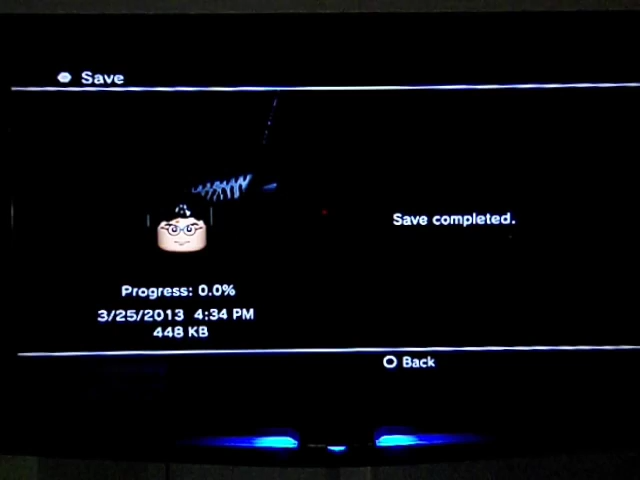 Save
Save completed.
Progress: 0.0%
3/25/2013 4:34 PM
448 KB
Back